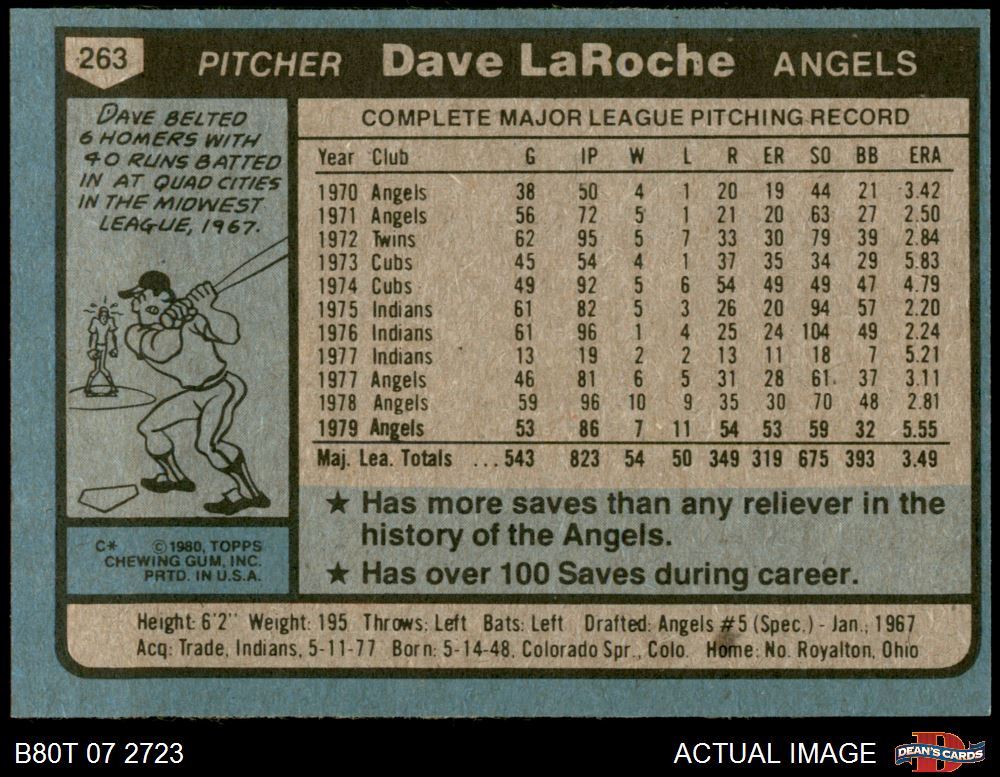 263 PITCHER Dave LaRoche ANGELS
DAVE BELTED
6 HOMERS WITH
40 RUNS BATTED
IN AT QUAD CITIES
IN THE MIDWEST
LEAGUE, 1967.
C* ©1980, TOPPS
CHEWING GUM, INC.
PRTD. IN U.S.A.
COMPLETE MAJOR LEAGUE PITCHING RECORD
Year Club G IP W L R ER SO BB ERA
1970 Angels 38 50 4 1 20 19 44 21 3.42
1971 Angels 56 72 5 1 21 20 63 27 2.50
1972 Twins 62 95 5 7 33 30 79 39 2.84
1973 Cubs 45 54 4 1 37 35 34 29 5.83
1974 Cubs 49 92 5 6 54 49 49 47 4.79
1975 Indians 61 82 5 3 26 20 94 57 2.20
1976 Indians 61 96 1 4 25 24 104 49 2.24
1977 Indians 13 19 2 2 13 11 18 7 5.21
1977 Angels 46 81 6 5 31 28 61 37 3.11
1978 Angels 59 96 10 9 35 30 70 48 2.81
1979 Angels 53 86 7 11 54 53 59 32 5.55
Maj. Lea. Totals ...543 823 54 50 349 319 675 393 3.49
★ Has more saves than any reliever in the
history of the Angels.
★ Has over 100 Saves during career.
Height: 6'2" Weight: 195 Throws: Left Bats: Left Drafted: Angels #5 (Spec.) - Jan., 1967
Acq: Trade, Indians, 5-11-77 Born: 5-14-48, Colorado Spr., Colo. Home: No. Royalton, Ohio
B80T 07 2723 ACTUAL IMAGE D DEAN'S CARDS